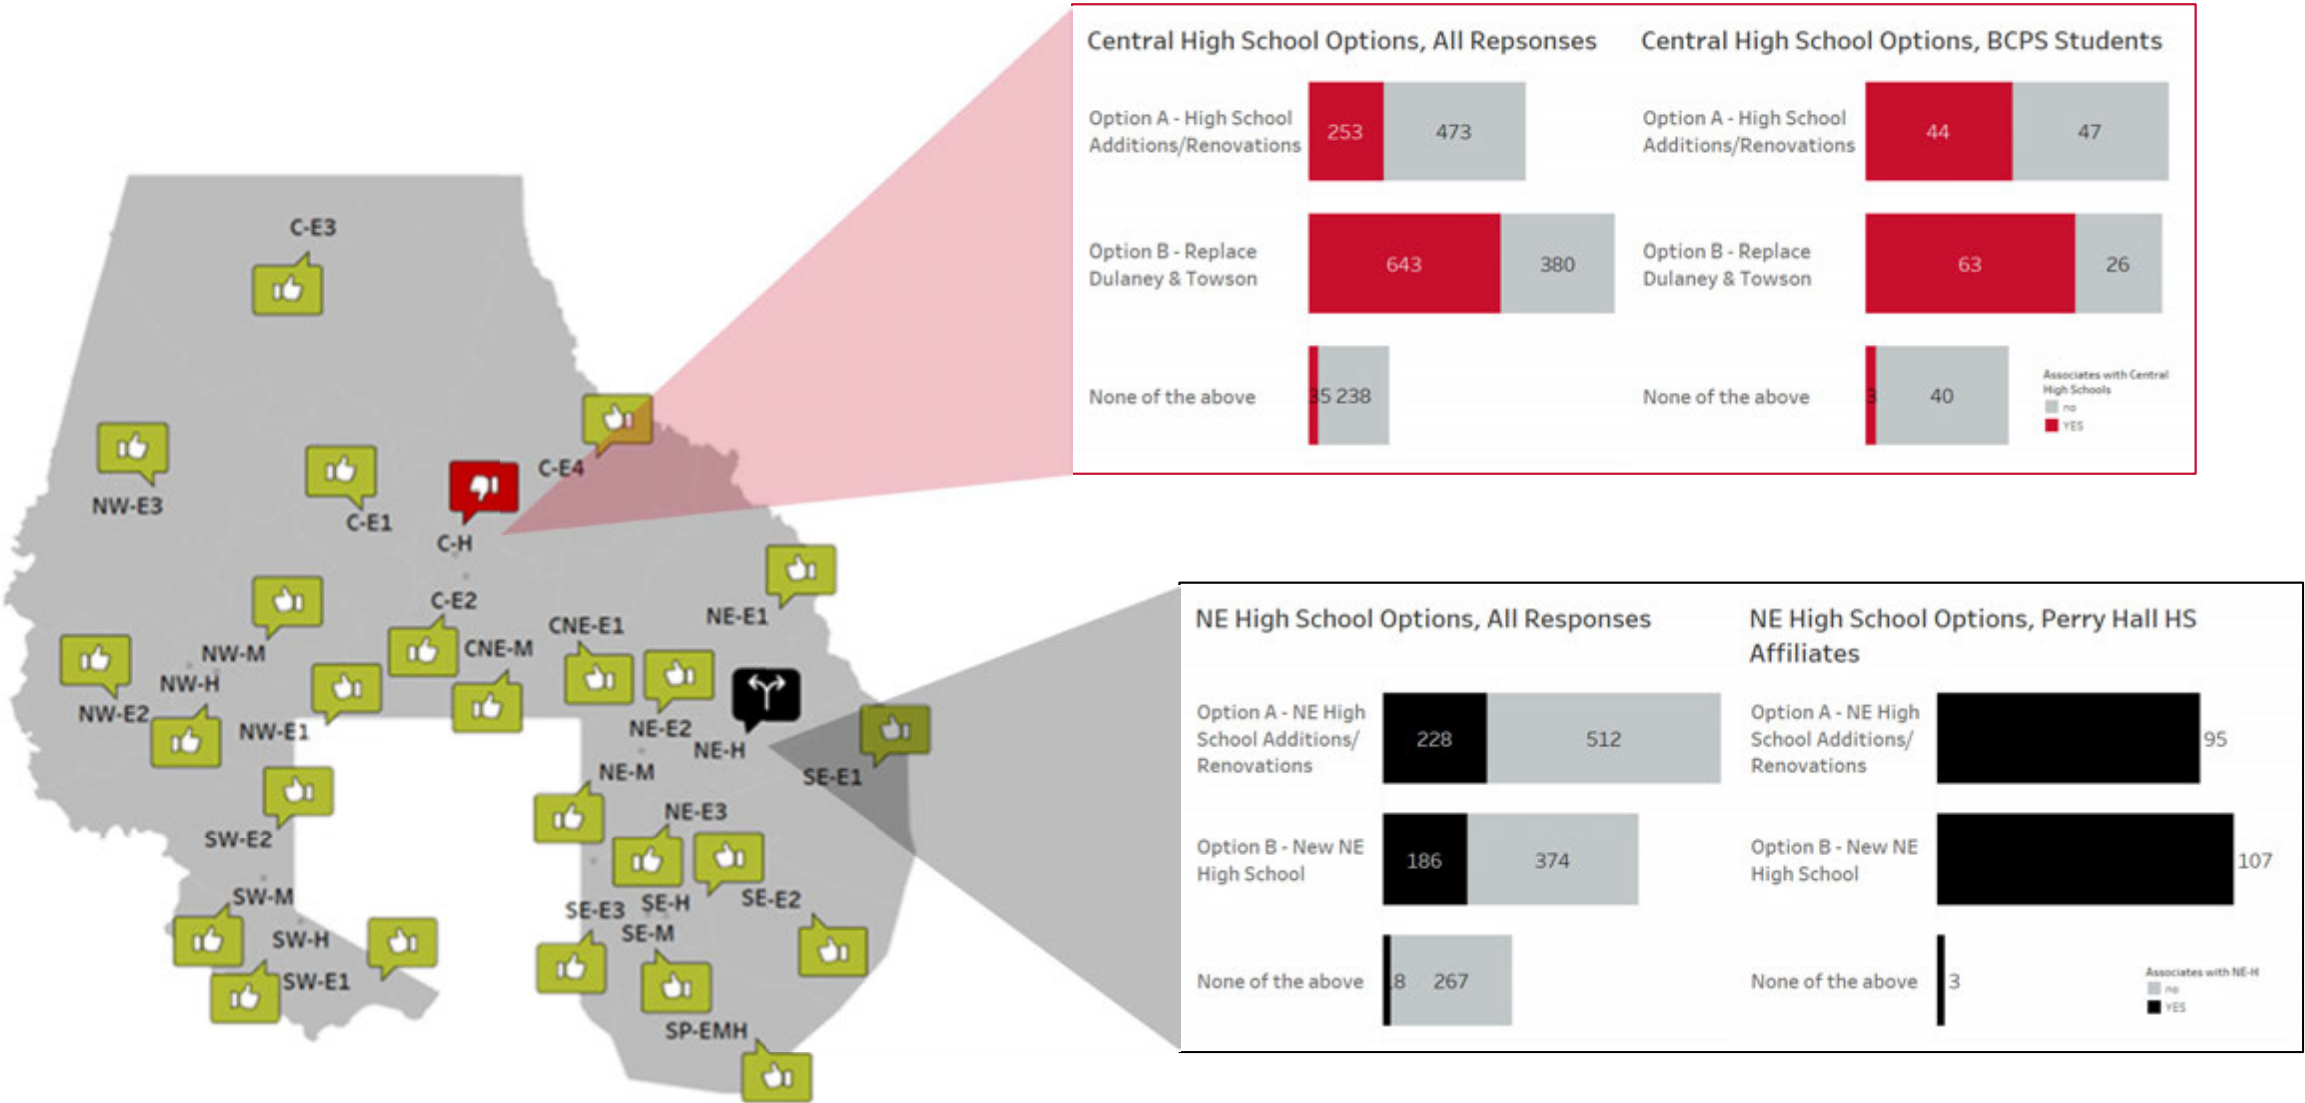 Central High School Options, All Repsonses
Option A - High School
Additions/Renovations
253
473
Option B - Replace
Dulaney & Towson
643
380
None of the above
35
238
Central High School Options, BCPS Students
Option A - High School
Additions/Renovations
44
47
Option B - Replace
Dulaney & Towson
63
26
None of the above
3
40
Associates with Central
High Schools
no
YES
C-E3
C-E4
NW-E3
C-E1
C-H
C-E2
CNE-E1
NE-E1
CNE-M
NW-M
NW-H
NW-E2
NW-E1
NE-E2
NE-H
NE-M
SE-E1
NE-E3
SW-E2
SW-M
SE-E3
SE-H
SE-E2
SW-H
SE-M
SW-E1
SP-EMH
NE High School Options, All Responses
Option A - NE High
School Additions/
Renovations
228
512
Option B - New NE
High School
186
374
None of the above
8
267
NE High School Options, Perry Hall HS
Affiliates
Option A - NE High
School Additions/
Renovations
95
Option B - New NE
High School
107
None of the above
3
Associates with NE-H
no
YES